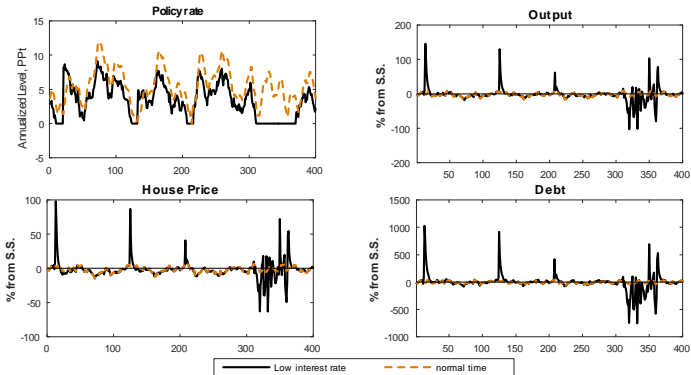 Policy rate
Annualized Level, PPt
15
10
5
0
-5
0 100 200 300 400
Output
% from S.S.
200
100
0
-100
-200
50 100 150 200 250 300 350 400
House Price
% from S.S.
100
50
0
-50
-100
0 100 200 300 400
Debt
% from S.S.
1500
1000
500
0
-500
-1000
50 100 150 200 250 300 350 400
Low interest rate normal time